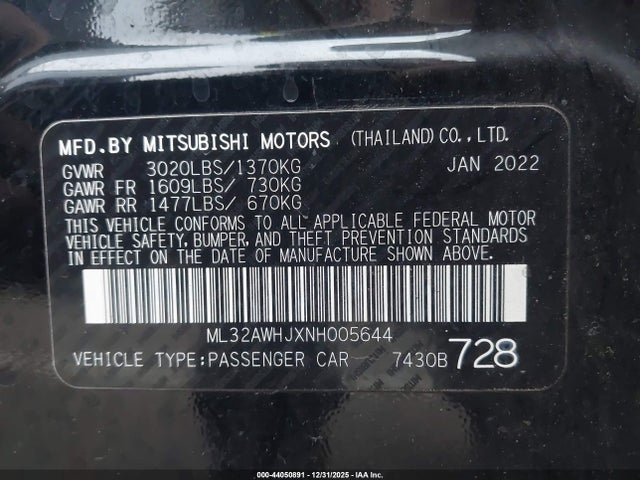 MFD.BY MITSUBISHI MOTORS (THAILAND)CO.,LTD.
GVWR 3020LBS/1370KG JAN 2022
GAWR FR 1609LBS/ 730KG
GAWR RR 1477LBS/ 670KG
THIS VEHICLE CONFORMS TO ALL APPLICABLE FEDERAL MOTOR
VEHICLE SAFETY, BUMPER, AND THEFT PREVENTION STANDARDS
IN EFFECT ON THE DATE OF MANUFACTURE SHOWN ABOVE.
ML32AWHJXNH005644
VEHICLE TYPE:PASSENGER CAR 7430B 728
000-44050891 - 12/31/2025 - IAA Inc.